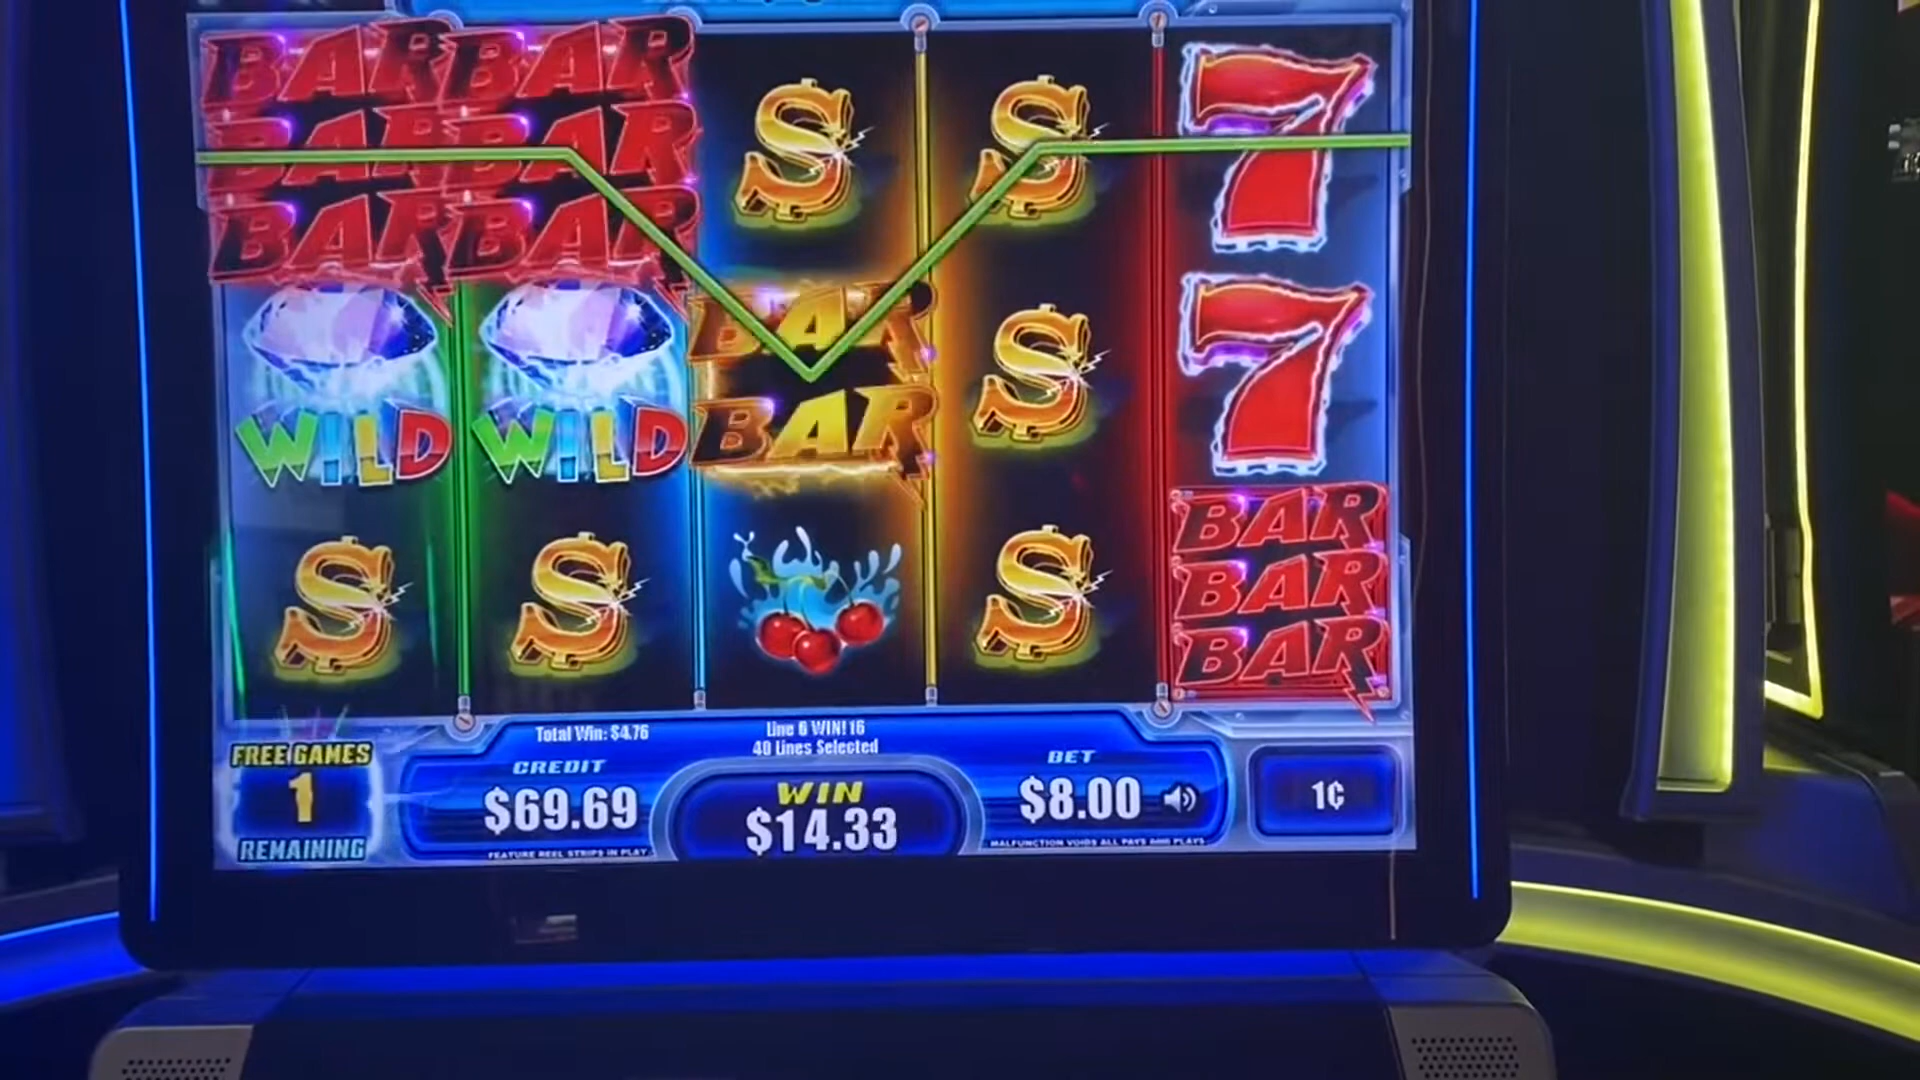 BAR BAR
BAR BAR
BAR BAR
S S 7
WILD WILD BAR S 7
BAR
S S S BAR
BAR
BAR
Total Win: $4.76 Line 6 WIN! 16
40 Lines Selected
FREE GAMES CREDIT WIN BET
1 $69.69 $14.33 $8.00 1¢
REMAINING FEATURE REEL STRIPS IN PLAY. MALFUNCTION VOIDS ALL PAYS AND PLAYS